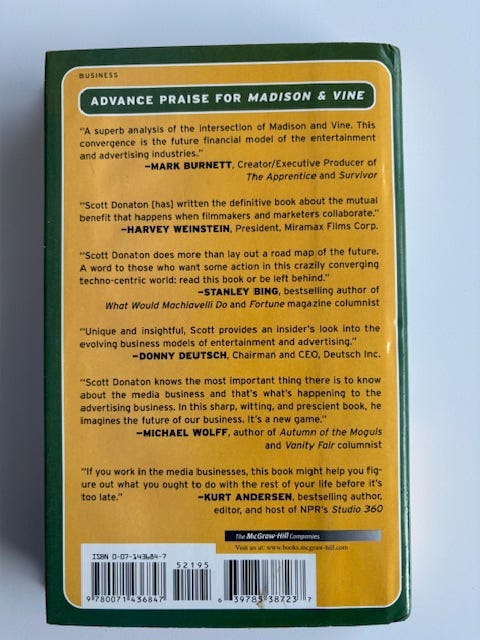 BUSINESS
ADVANCE PRAISE FOR MADISON & VINE
“A superb analysis of the intersection of Madison and Vine. This
convergence is the future financial model of the entertainment
and advertising industries.”
—MARK BURNETT, Creator/Executive Producer of
The Apprentice and Survivor
“Scott Donaton [has] written the definitive book about the mutual
benefit that happens when filmmakers and marketers collaborate.”
—HARVEY WEINSTEIN, President, Miramax Films Corp.
“Scott Donaton does more than lay out a road map of the future.
A word to those who want some action in this crazily converging
techno-centric world: read this book or be left behind.”
—STANLEY BING, bestselling author of
What Would Machiavelli Do and Fortune magazine columnist
“Unique and insightful, Scott provides an insider’s look into the
evolving business models of entertainment and advertising.”
—DONNY DEUTSCH, Chairman and CEO, Deutsch Inc.
“Scott Donaton knows the most important thing there is to know
about the media business and that’s what’s happening to the
advertising business. In this sharp, witting, and prescient book, he
imagines the future of our business. It’s a new game.”
—MICHAEL WOLFF, author of Autumn of the Moguls
and Vanity Fair columnist
“If you work in the media businesses, this book might help you fig-
ure out what you ought to do with the rest of your life before it’s
too late.” —KURT ANDERSEN, bestselling author,
editor, and host of NPR’s Studio 360
The McGraw-Hill Companies
Visit us at: www.books.mcgraw-hill.com
ISBN 0-07-143684-7
52195
9 780071 436847
6 39785 38723 7